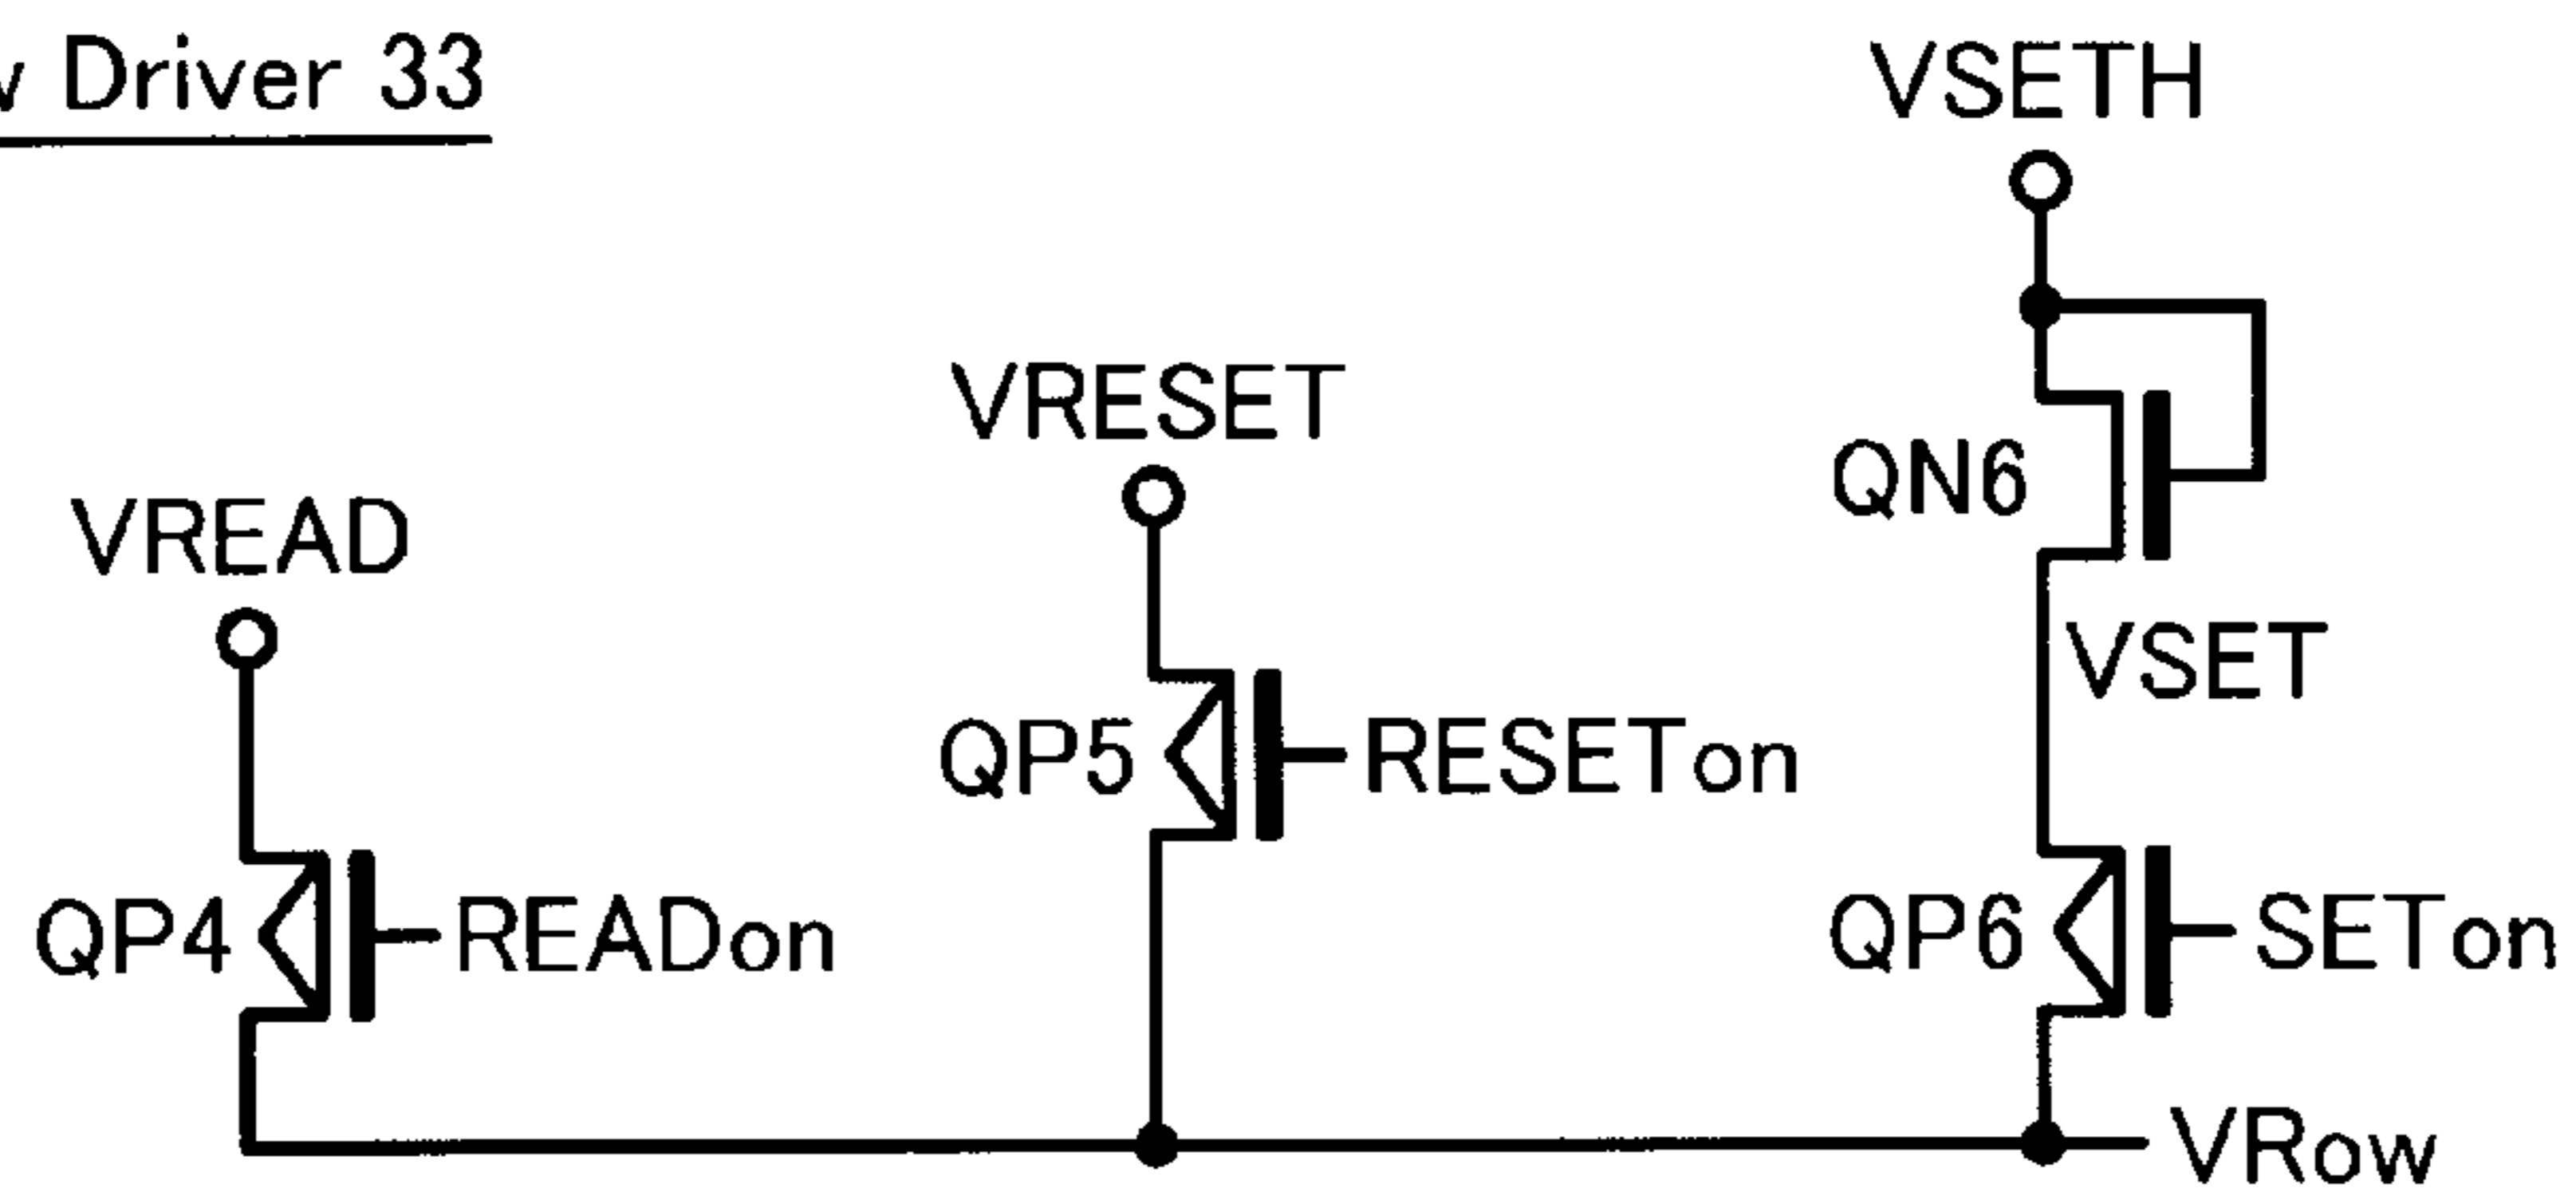 w Driver 33
VSETH
VRESET
VREAD
QN6
VSET
QP5
RESETon
QP4
READon
QP6
SETon
VRow